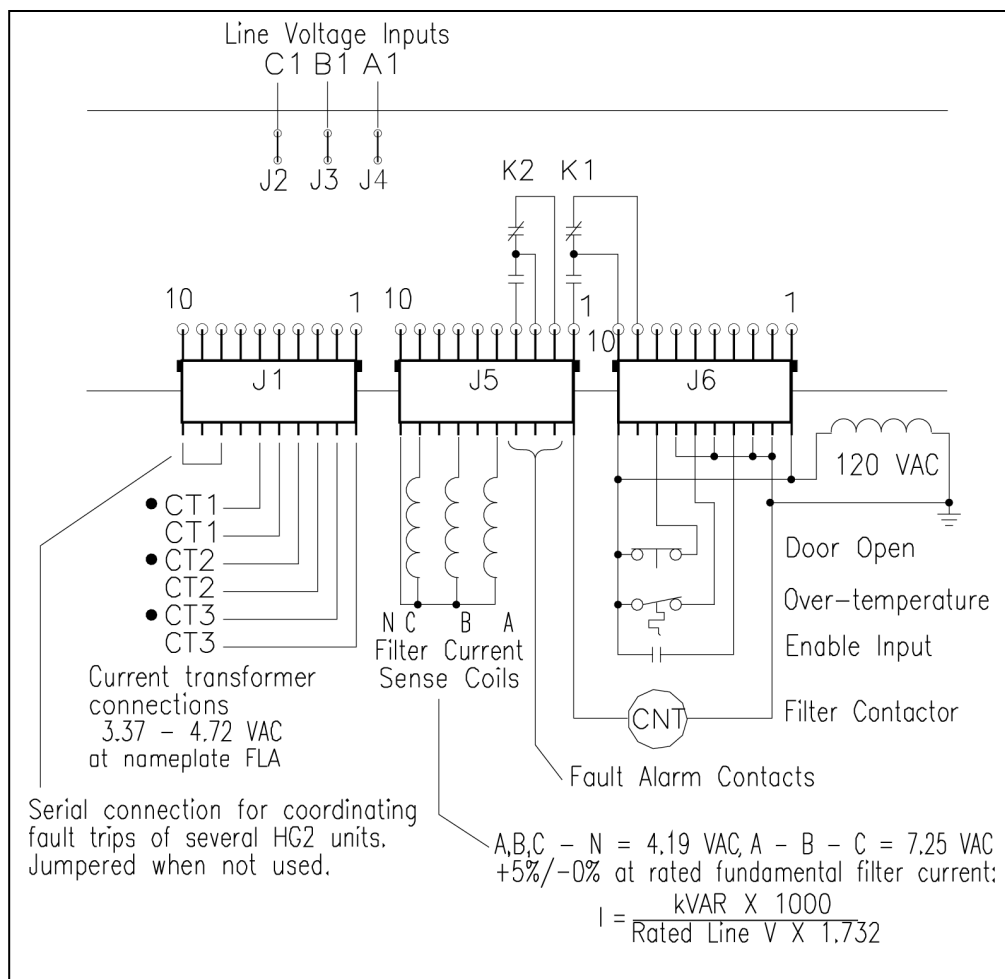 Line Voltage Inputs
C1 B1 A1
J2 J3 J4
K2 K1
10 1
10 1
10 1
J1
J5
J6
120 VAC
• CT1
CT1
• CT2
CT2
• CT3
CT3
N C B A
Filter Current
Sense Coils
Door Open
Over-temperature
Enable Input
CNT
Filter Contactor
Current transformer
connections
3.37 - 4.72 VAC
at nameplate FLA
Fault Alarm Contacts
Serial connection for coordinating
fault trips of several HG2 units.
Jumpered when not used.
A,B,C - N = 4.19 VAC, A - B - C = 7.25 VAC
+5%/-0% at rated fundamental filter current:
I = kVAR X 1000
Rated Line V X 1.732